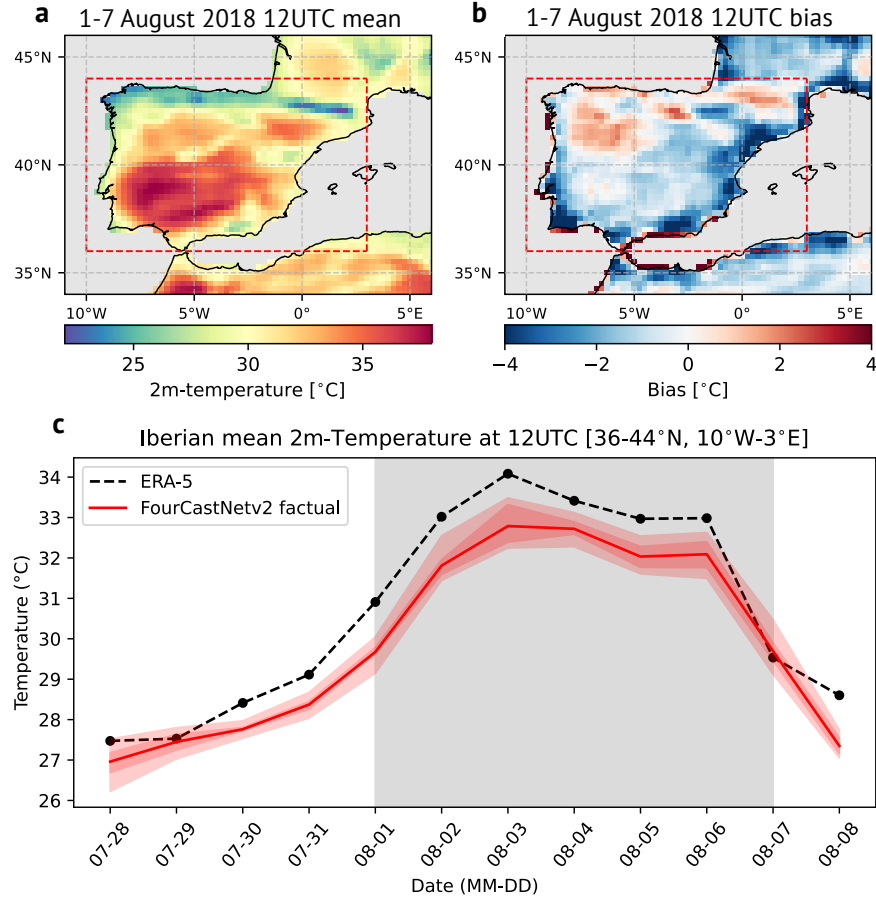 a
1-7 August 2018 12UTC mean
45°N
40°N
35°N
10°W
5°W
0°
5°E
25
30
35
2m-temperature [°C]
b
1-7 August 2018 12UTC bias
45°N
40°N
35°N
10°W
5°W
0°
5°E
−4
−2
0
2
4
Bias [°C]
c
Iberian mean 2m-Temperature at 12UTC [36-44°N, 10°W-3°E]
ERA-5
FourCastNetv2 factual
Temperature (°C)
34
33
32
31
30
29
28
27
26
07-28
07-29
07-30
07-31
08-01
08-02
08-03
08-04
08-05
08-06
08-07
08-08
Date (MM-DD)